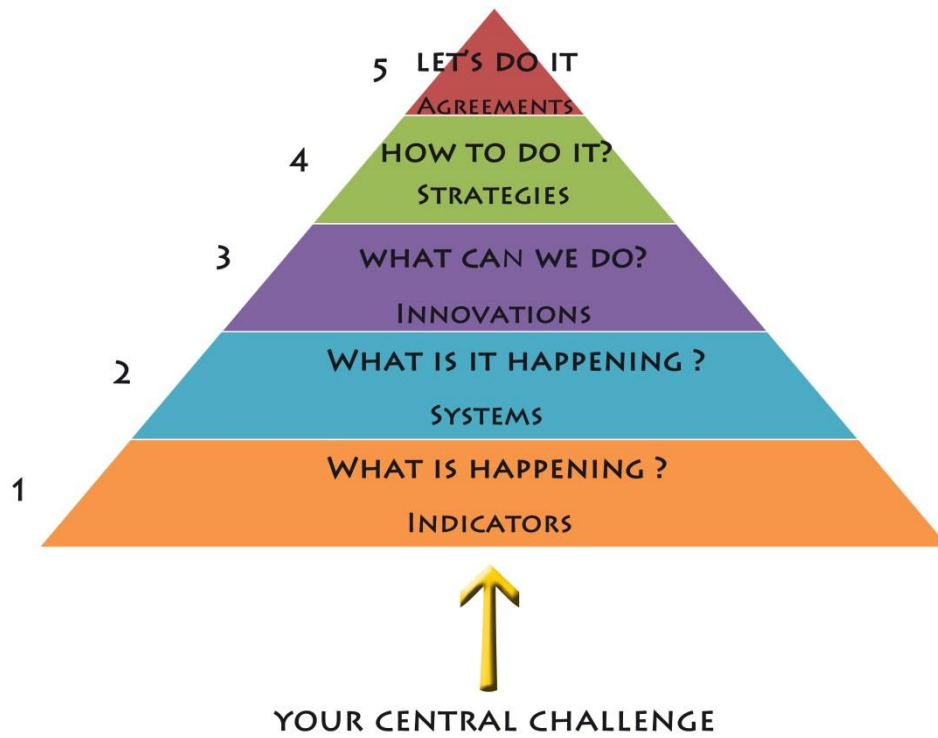 5 LET'S DO IT
AGREEMENTS
4 HOW TO DO IT?
STRATEGIES
3 WHAT CAN WE DO?
INNOVATIONS
2 WHAT IS IT HAPPENING ?
SYSTEMS
1 WHAT IS HAPPENING ?
INDICATORS
YOUR CENTRAL CHALLENGE